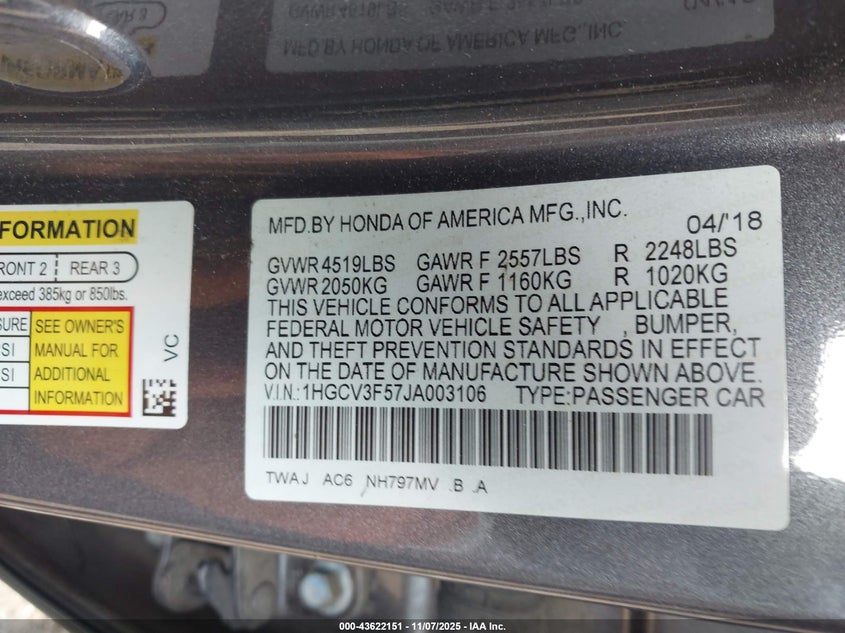 MFD.BY HONDA OF AMERICA MFG.,INC.
NFORMATION
FRONT 2 REAR 3
exceed 385kg or 850lbs.
SEE OWNER'S
MANUAL FOR
ADDITIONAL
INFORMATION
VC
MFD.BY HONDA OF AMERICA MFG.,INC. 04/'18
GVWR 4519LBS GAWR F 2557LBS R 2248LBS
GVWR 2050KG GAWR F 1160KG R 1020KG
THIS VEHICLE CONFORMS TO ALL APPLICABLE
FEDERAL MOTOR VEHICLE SAFETY , BUMPER,
AND THEFT PREVENTION STANDARDS IN EFFECT
ON THE DATE OF MANUFACTURE SHOWN ABOVE.
V.I.N.:1HGCV3F57JA003106 TYPE:PASSENGER CAR
TWAJ AC6 NH797MV .B .A
000-43622151 - 11/07/2025 - IAA Inc.